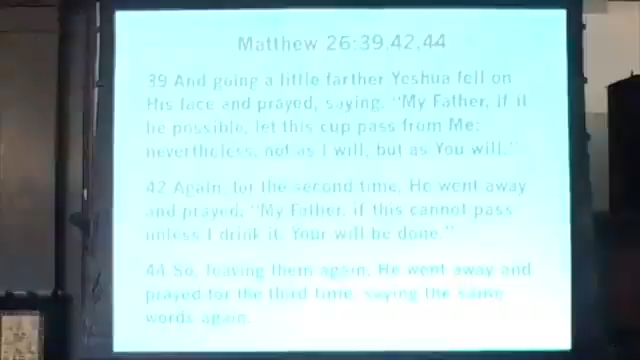 Matthew 26:39,42,44
39 And going a little farther Yeshua fell on
His face and prayed, saying, "My Father, if it
be possible, let this cup pass from Me;
nevertheless, not as I will, but as You will."
42 Again, for the second time, He went away
and prayed, "My Father, if this cannot pass
unless I drink it, Your will be done."
44 So, leaving them again, He went away and
prayed for the third time, saying the same
words again.